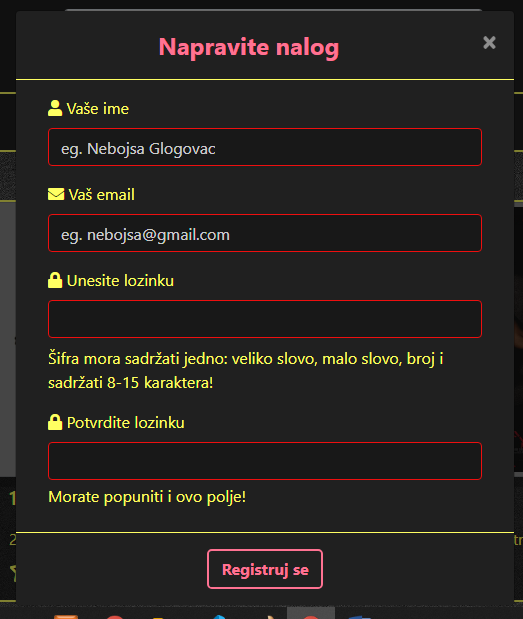 Napravite nalog
×
Vaše ime
eg. Nebojsa Glogovac
Vaš email
eg. nebojsa@gmail.com
Unesite lozinku
Šifra mora sadržati jedno: veliko slovo, malo slovo, broj i
sadržati 8-15 karaktera!
Potvrdite lozinku
Morate popuniti i ovo polje!
Registruj se